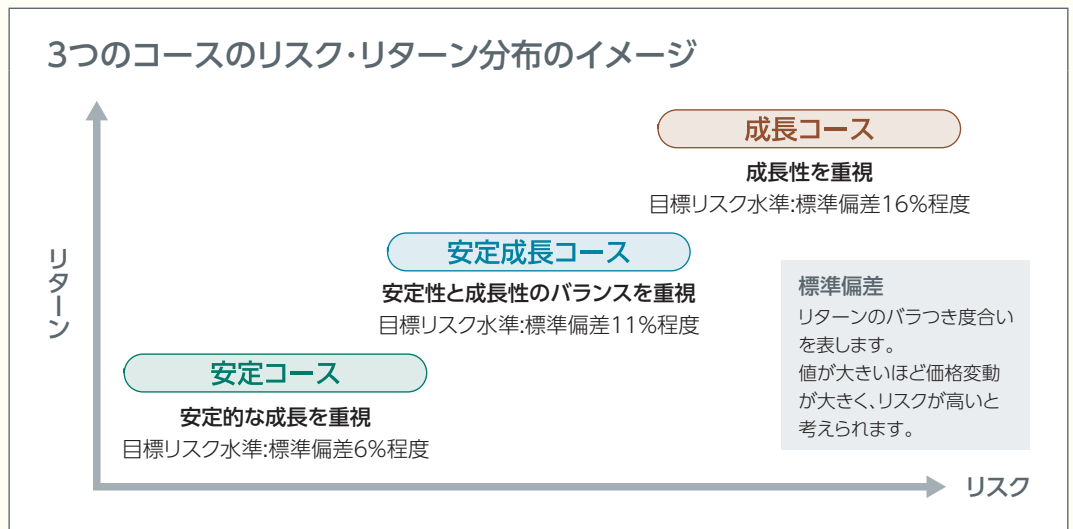 3つのコースのリスク・リターン分布のイメージ
成長コース
成長性を重視
目標リスク水準:標準偏差16%程度
安定成長コース
安定性と成長性のバランスを重視
目標リスク水準:標準偏差11%程度
安定コース
安定的な成長を重視
目標リスク水準:標準偏差6%程度
リターン
標準偏差
リターンのバラつき度合い
を表します。
値が大きいほど価格変動
が大きく、リスクが高いと
考えられます。
リスク